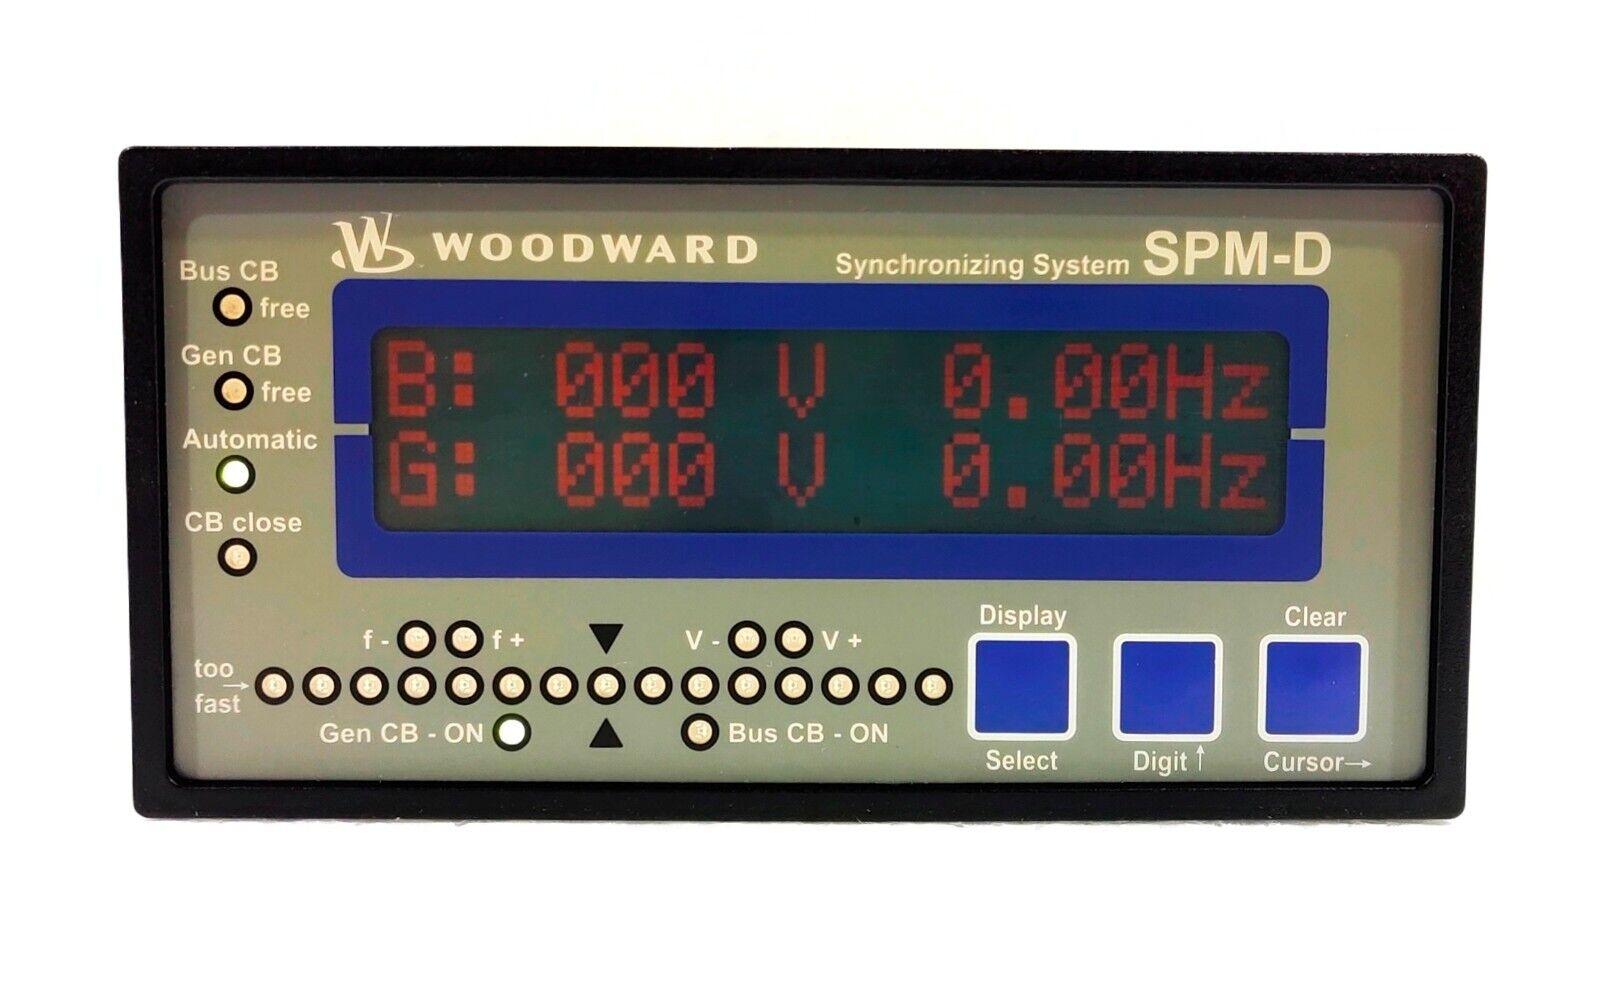 WOODWARD
Synchronizing System SPM-D
Bus CB
free
Gen CB
free
Automatic
CB close
B: 000 V 0.00Hz
G: 000 V 0.00Hz
f - f +
V - V +
too
fast
Gen CB - ON
Bus CB - ON
Display
Clear
Select
Digit ↑
Cursor→